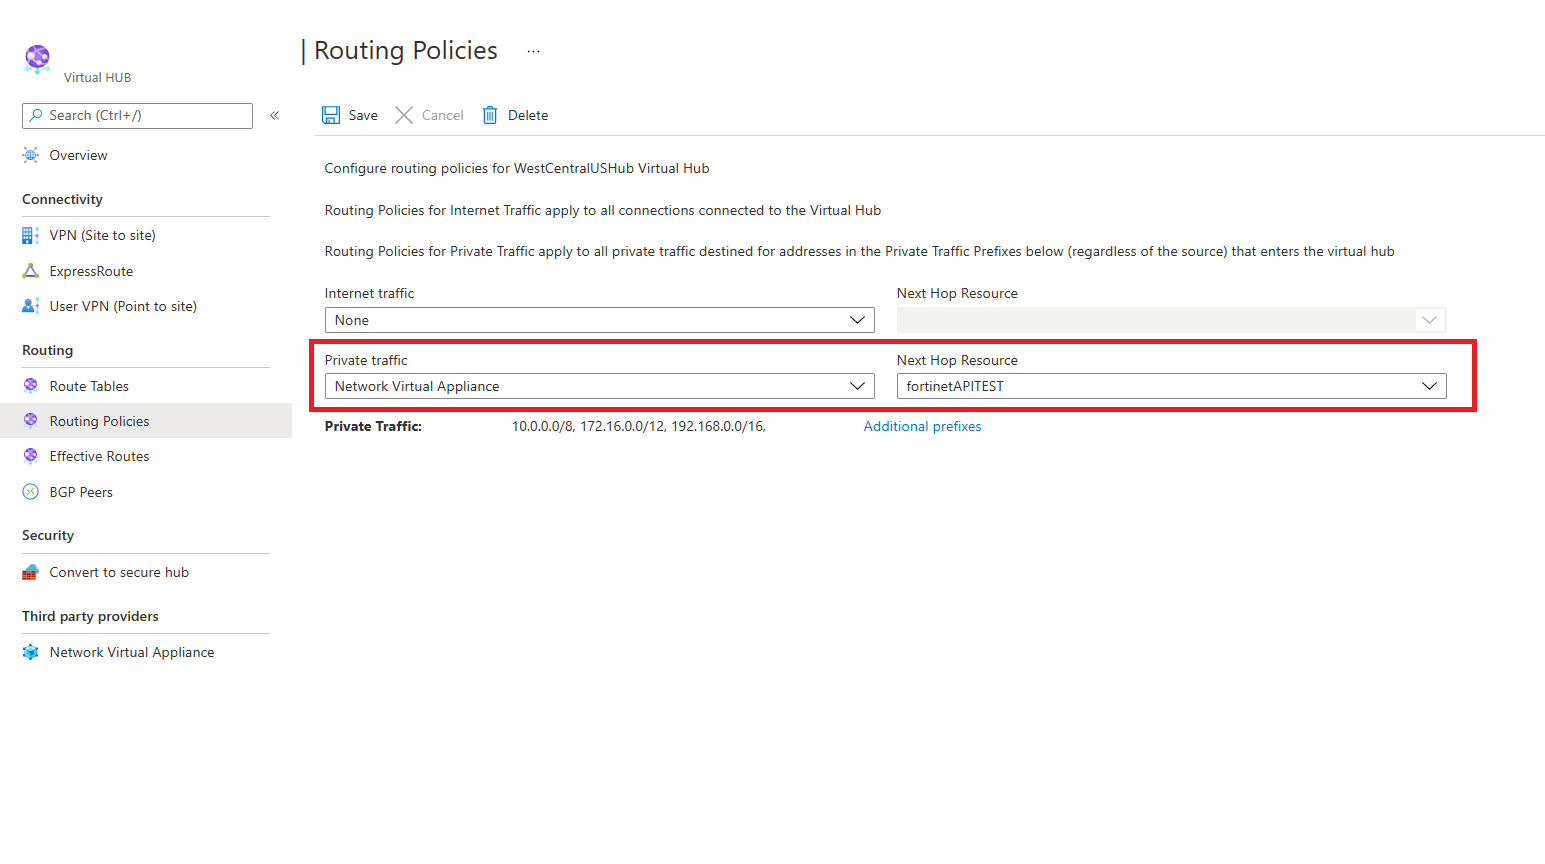 | Routing Policies ...
Virtual HUB
Search (Ctrl+/)
«
Overview
Connectivity
VPN (Site to site)
ExpressRoute
User VPN (Point to site)
Routing
Route Tables
Routing Policies
Effective Routes
BGP Peers
Security
Convert to secure hub
Third party providers
Network Virtual Appliance
Save Cancel Delete
Configure routing policies for WestCentralUSHub Virtual Hub
Routing Policies for Internet Traffic apply to all connections connected to the Virtual Hub
Routing Policies for Private Traffic apply to all private traffic destined for addresses in the Private Traffic Prefixes below (regardless of the source) that enters the virtual hub
Internet traffic Next Hop Resource
None
Private traffic Next Hop Resource
Network Virtual Appliance fortinetAPITEST
Private Traffic: 10.0.0.0/8, 172.16.0.0/12, 192.168.0.0/16, Additional prefixes